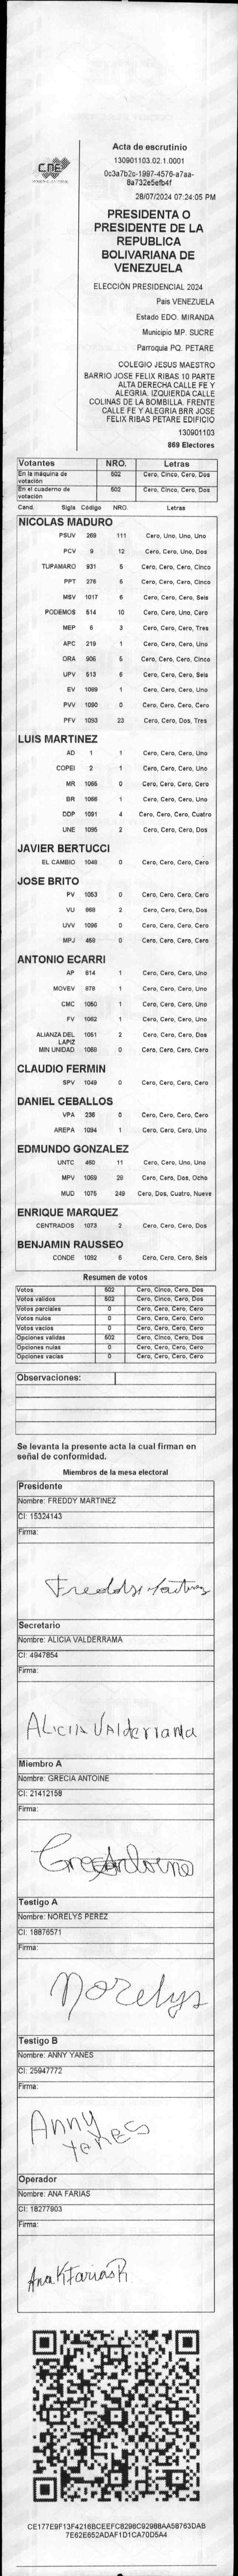 CNE
Acta de escrutinio
130901103.02.1.0001
0c3a7b2c-1997-4576-a7aa-
8a732e5efb4f
28/07/2024 07:24:05 PM
PRESIDENTA O
PRESIDENTE DE LA
REPUBLICA
BOLIVARIANA DE
VENEZUELA
ELECCIÓN PRESIDENCIAL 2024
Pais VENEZUELA
Estado EDO. MIRANDA
Municipio MP. SUCRE
Parroquia PQ. PETARE
COLEGIO JESUS MAESTRO
BARRIO JOSE FELIX RIBAS 10 PARTE
ALTA DERECHA CALLE FE Y
ALEGRIA. IZQUIERDA CALLE
COLINAS DE LA BOMBILLA. FRENTE
CALLE FE Y ALEGRIA BRR JOSE
FELIX RIBAS PETARE EDIFICIO
130901103
869 Electores
Votantes NRO. Letras
En la máquina de votación 502 Cero, Cinco, Cero, Dos
En el cuaderno de votación 502 Cero, Cinco, Cero, Dos
Cand. Sigla Código NRO. Letras
NICOLAS MADURO
PSUV 269 111 Cero, Uno, Uno, Uno
PCV 9 12 Cero, Cero, Uno, Dos
TUPAMARO 931 5 Cero, Cero, Cero, Cinco
PPT 276 5 Cero, Cero, Cero, Cinco
MSV 1017 6 Cero, Cero, Cero, Seis
PODEMOS 514 10 Cero, Cero, Uno, Cero
MEP 6 3 Cero, Cero, Cero, Tres
APC 219 1 Cero, Cero, Cero, Uno
ORA 906 5 Cero, Cero, Cero, Cinco
UPV 513 6 Cero, Cero, Cero, Seis
EV 1089 1 Cero, Cero, Cero, Uno
PVV 1090 0 Cero, Cero, Cero, Cero
PFV 1093 23 Cero, Cero, Dos, Tres
LUIS MARTINEZ
AD 1 1 Cero, Cero, Cero, Uno
COPEI 2 1 Cero, Cero, Cero, Uno
MR 1065 0 Cero, Cero, Cero, Cero
BR 1066 1 Cero, Cero, Cero, Uno
DDP 1091 4 Cero, Cero, Cero, Cuatro
UNE 1095 2 Cero, Cero, Cero, Dos
JAVIER BERTUCCI
EL CAMBIO 1046 0 Cero, Cero, Cero, Cero
JOSE BRITO
PV 1053 0 Cero, Cero, Cero, Cero
VU 868 2 Cero, Cero, Cero, Dos
UVV 1096 0 Cero, Cero, Cero, Cero
MPJ 459 0 Cero, Cero, Cero, Cero
ANTONIO ECARRI
AP 814 1 Cero, Cero, Cero, Uno
MOVEV 878 1 Cero, Cero, Cero, Uno
CMC 1050 1 Cero, Cero, Cero, Uno
FV 1062 1 Cero, Cero, Cero, Uno
ALIANZA DEL LAPIZ 1051 2 Cero, Cero, Cero, Dos
MIN UNIDAD 1088 0 Cero, Cero, Cero, Cero
CLAUDIO FERMIN
SPV 1049 0 Cero, Cero, Cero, Cero
DANIEL CEBALLOS
VPA 236 0 Cero, Cero, Cero, Cero
AREPA 1094 1 Cero, Cero, Cero, Uno
EDMUNDO GONZALEZ
UNTC 460 11 Cero, Cero, Uno, Uno
MPV 1069 28 Cero, Cero, Dos, Ocho
MUD 1075 249 Cero, Dos, Cuatro, Nueve
ENRIQUE MARQUEZ
CENTRADOS 1073 2 Cero, Cero, Cero, Dos
BENJAMIN RAUSSEO
CONDE 1092 6 Cero, Cero, Cero, Seis
Resumen de votos
Votos 502 Cero, Cinco, Cero, Dos
Votos validos 502 Cero, Cinco, Cero, Dos
Votos parciales 0 Cero, Cero, Cero, Cero
Votos nulos 0 Cero, Cero, Cero, Cero
Votos vacios 0 Cero, Cero, Cero, Cero
Opciones validas 502 Cero, Cinco, Cero, Dos
Opciones nulas 0 Cero, Cero, Cero, Cero
Opciones vacias 0 Cero, Cero, Cero, Cero
Observaciones:
Se levanta la presente acta la cual firman en
señal de conformidad.
Miembros de la mesa electoral
Presidente
Nombre: FREDDY MARTINEZ
CI: 15324143
Firma:
Freddy Martinez
Secretario
Nombre: ALICIA VALDERRAMA
CI: 4947854
Firma:
Alicia Valderrama
Miembro A
Nombre: GRECIA ANTOINE
CI: 21412158
Firma:
Testigo A
Nombre: NORELYS PEREZ
CI: 18876571
Firma:
Norelys
Testigo B
Nombre: ANNY YANES
CI: 25947772
Firma:
Anny
Yanes
Operador
Nombre: ANA FARIAS
CI: 18277903
Firma:
Ana K Farias R
CE177E9F13F4216BCEEFC8298C92988AA58763DAB
7E62E652ADAF1D1CA70D5A4